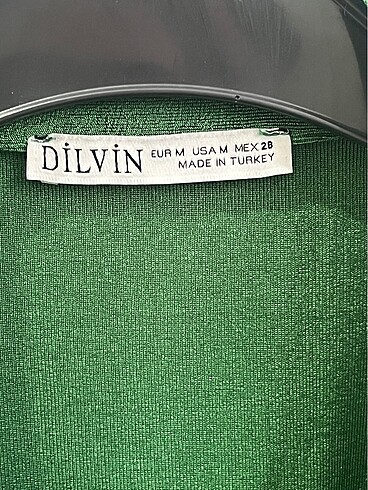 DİLVİN EUR M USA M MEX 28
MADE IN TURKEY